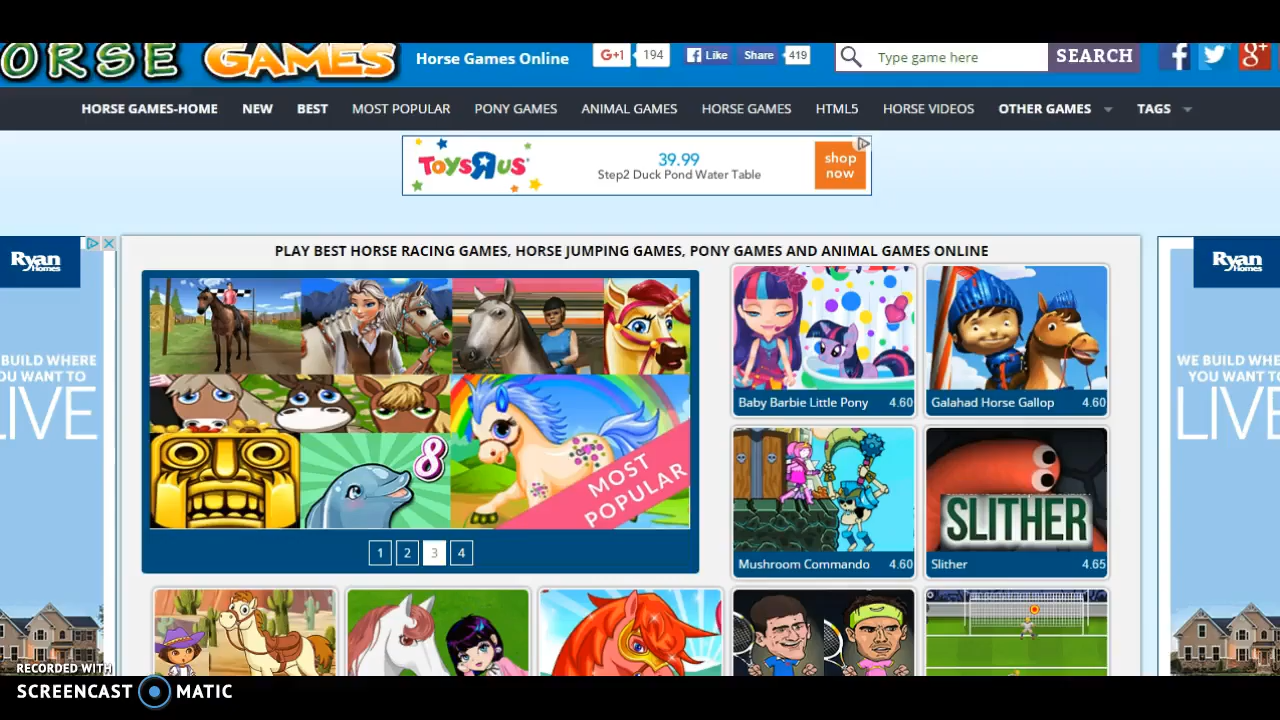 ORSE GAMES
Horse Games Online
G+1 194
Like Share 419
Type game here
SEARCH
HORSE GAMES-HOME NEW BEST MOST POPULAR PONY GAMES ANIMAL GAMES HORSE GAMES HTML5 HORSE VIDEOS OTHER GAMES TAGS
TOYS R US
39.99
Step2 Duck Pond Water Table
shop
now
Ryan
Homes
E BUILD WHERE
OU WANT TO
LIVE
PLAY BEST HORSE RACING GAMES, HORSE JUMPING GAMES, PONY GAMES AND ANIMAL GAMES ONLINE
8
MOST
POPULAR
1 2 3 4
Baby Barbie Little Pony 4.60
Galahad Horse Gallop 4.60
Mushroom Commando 4.60
SLITHER
Slither 4.65
Ryan
Homes
WE BUILD WHERE
YOU WANT TO
LIVE
RECORDED WITH
SCREENCAST MATIC